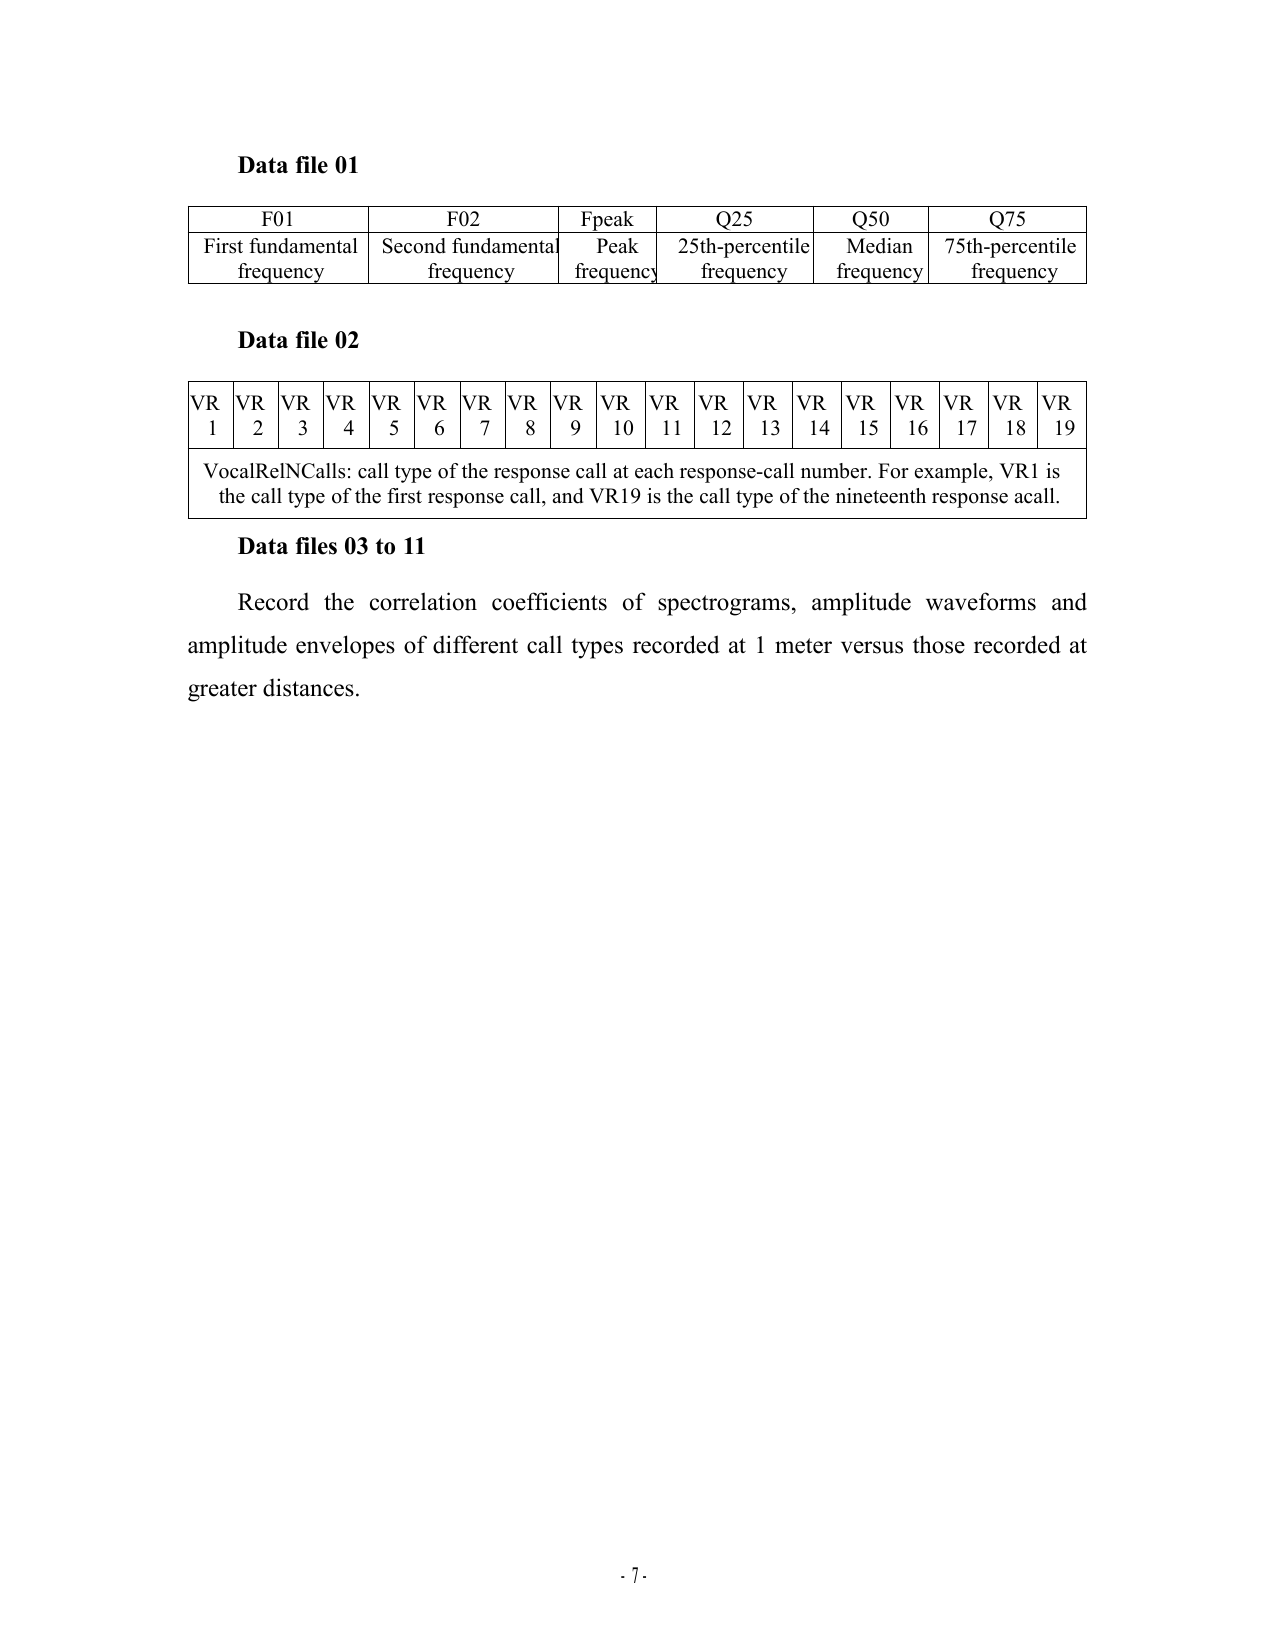 Data file 01
F01 F02 Fpeak Q25 Q50 Q75
First fundamental Second fundamental Peak 25th-percentile Median 75th-percentile
frequency frequency frequency frequency frequency frequency
Data file 02
VR VR VR VR VR VR VR VR VR VR VR VR VR VR VR VR VR VR VR
1 2 3 4 5 6 7 8 9 10 11 12 13 14 15 16 17 18 19
VocalRelNCalls: call type of the response call at each response-call number. For example, VR1 is
the call type of the first response call, and VR19 is the call type of the nineteenth response acall.
Data files 03 to 11
Record the correlation coefficients of spectrograms, amplitude waveforms and
amplitude envelopes of different call types recorded at 1 meter versus those recorded at
greater distances.
- 7 -